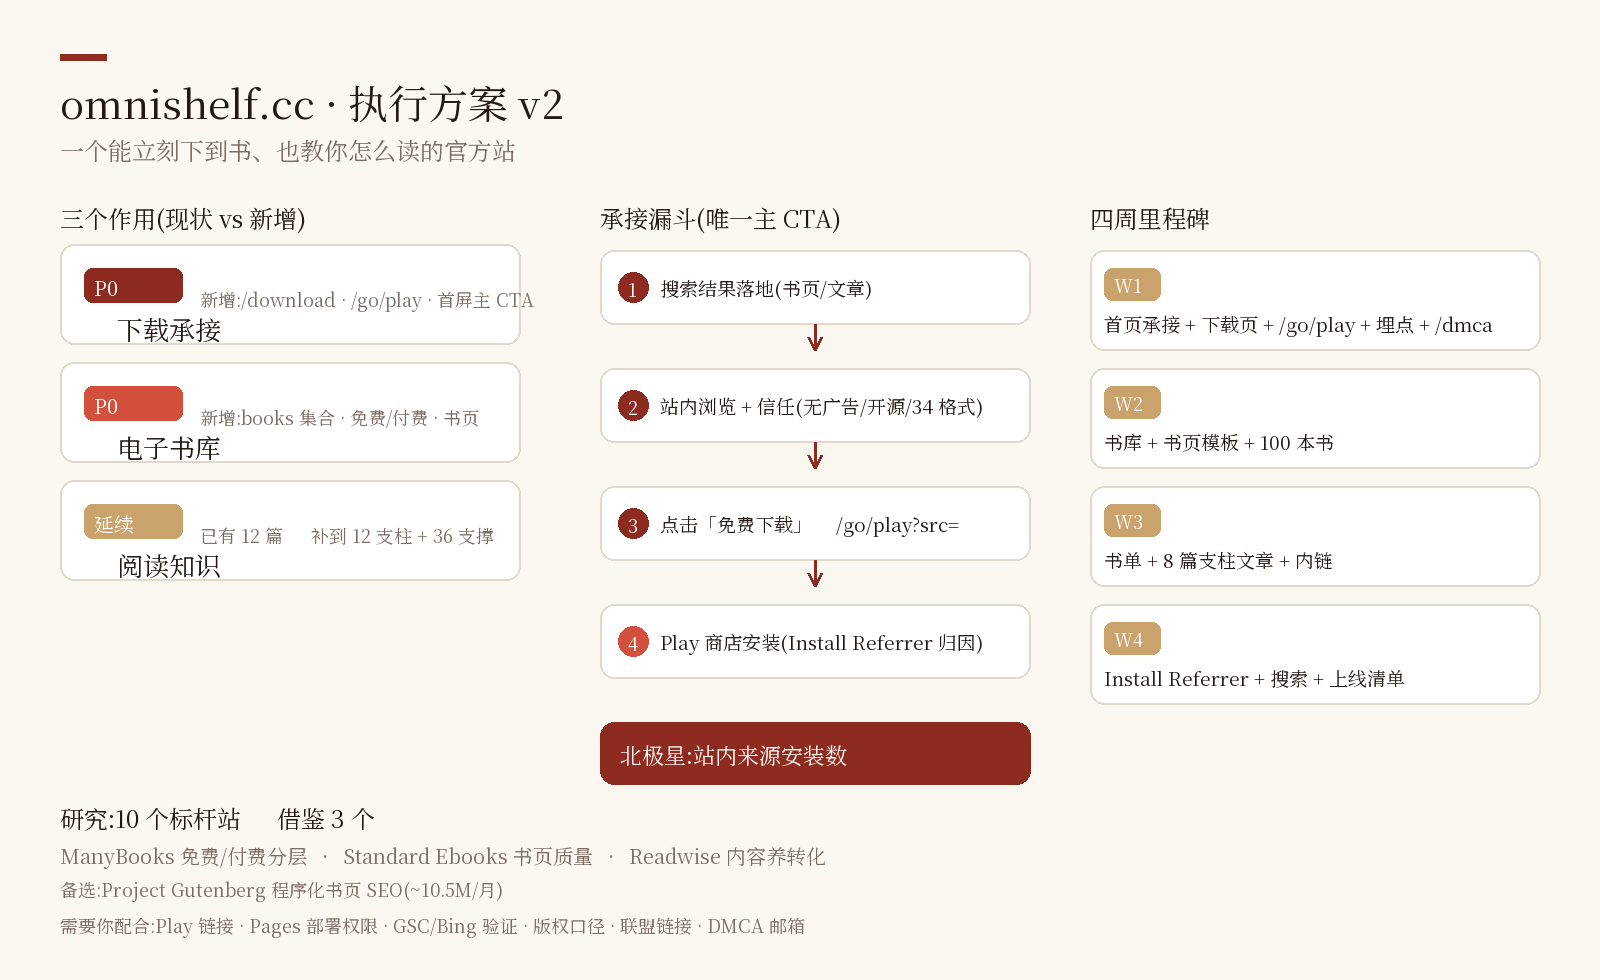 omnishelf.cc · 执行方案 v2
一个能立刻下到书、也教你怎么读的官方站
三个作用(现状 vs 新增)
P0
新增:/download · /go/play · 首屏主 CTA
下载承接
P0
新增:books 集合 · 免费/付费 · 书页
电子书库
延续
已有 12 篇 补到 12 支柱 + 36 支撑
阅读知识
承接漏斗(唯一主 CTA)
1 搜索结果落地(书页/文章)
2 站内浏览 + 信任(无广告/开源/34 格式)
3 点击「免费下载」 /go/play?src=
4 Play 商店安装(Install Referrer 归因)
北极星:站内来源安装数
四周里程碑
W1
首页承接 + 下载页 + /go/play + 埋点 + /dmca
W2
书库 + 书页模板 + 100 本书
W3
书单 + 8 篇支柱文章 + 内链
W4
Install Referrer + 搜索 + 上线清单
研究:10 个标杆站 借鉴 3 个
ManyBooks 免费/付费分层 · Standard Ebooks 书页质量 · Readwise 内容养转化
备选:Project Gutenberg 程序化书页 SEO(~10.5M/月)
需要你配合:Play 链接 · Pages 部署权限 · GSC/Bing 验证 · 版权口径 · 联盟链接 · DMCA 邮箱